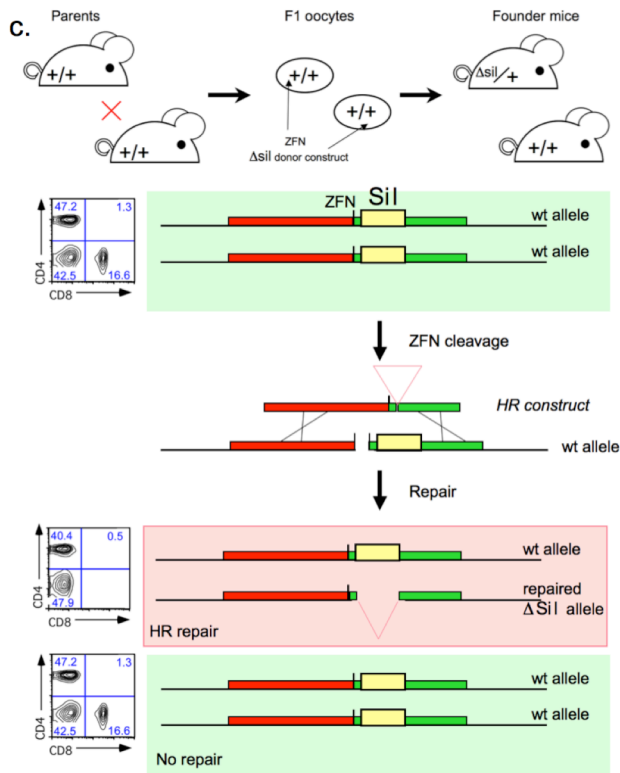 C.
Parents
F1 oocytes
Founder mice
+/+
+/+
+/+
+/+
ZFN
Δsil donor construct
Δsil/+
+/+
47.2 1.3
42.5 16.6
CD4
CD8
ZFN Sil
wt allele
wt allele
ZFN cleavage
HR construct
wt allele
Repair
40.4 0.5
47.9
CD4
CD8
wt allele
repaired
ΔSil allele
HR repair
47.2 1.3
42.5 16.6
CD4
CD8
wt allele
wt allele
No repair